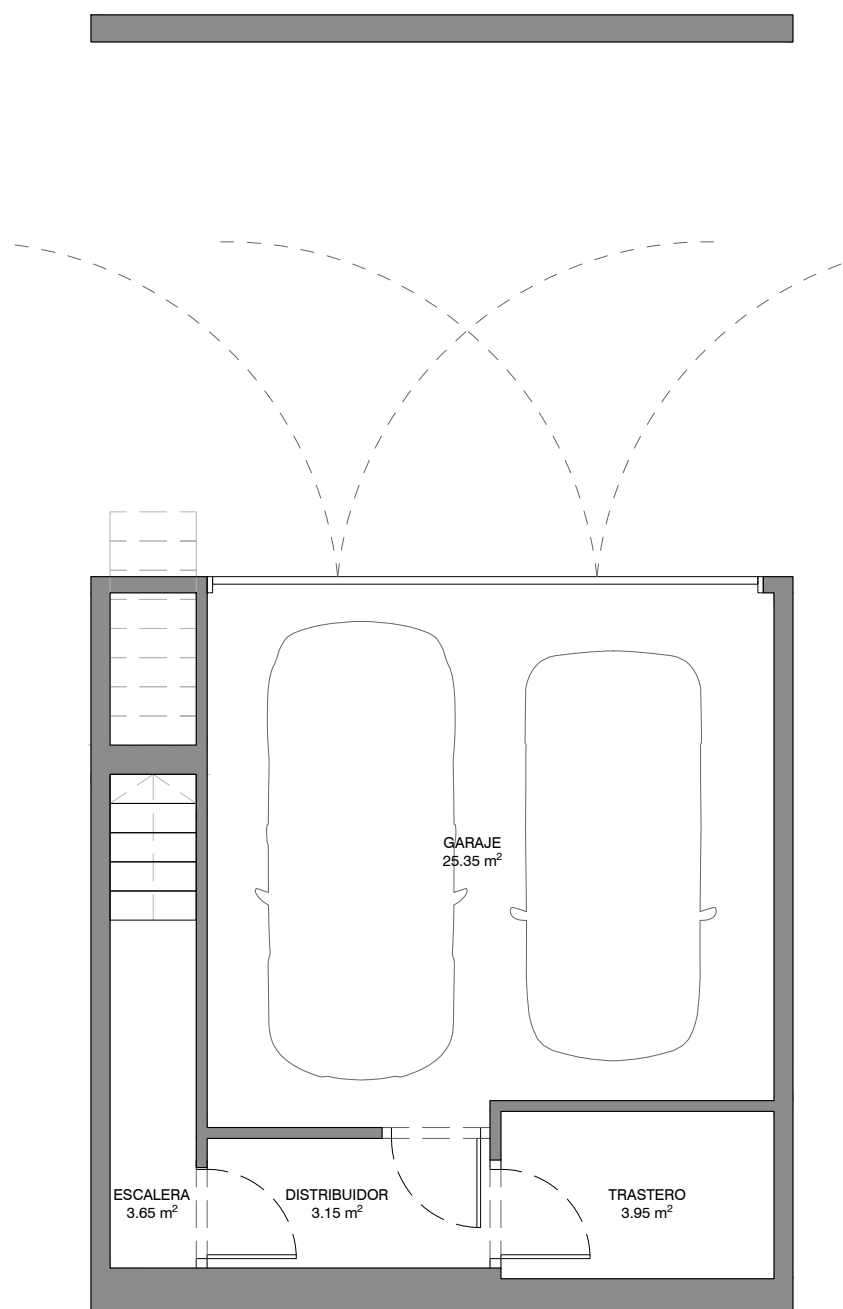 GARAJE
25.35 m²
ESCALERA
3.65 m²
DISTRIBUIDOR
3.15 m²
TRASTERO
3.95 m²